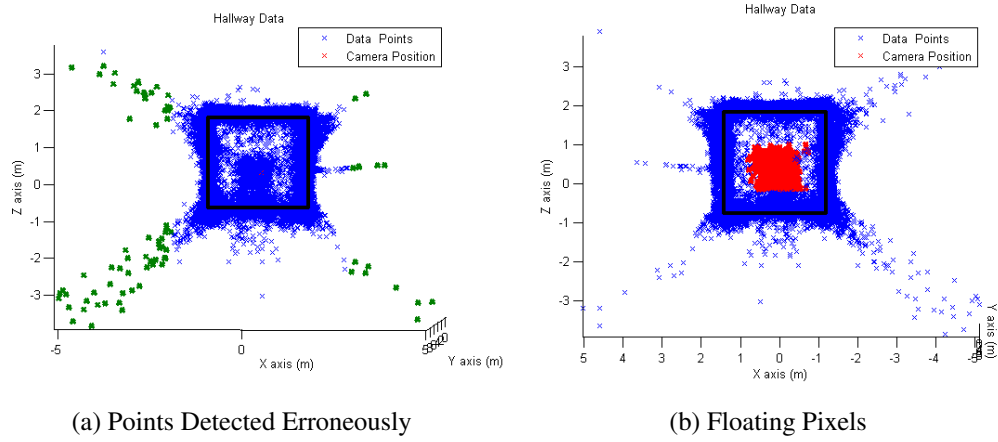 Hallway Data
Data Points
Camera Position
3
2
1
0
-1
-2
-3
Z axis (m)
-5
0
5
X axis (m)
Y axis (m)
(a) Points Detected Erroneously
Hallway Data
Data Points
Camera Position
3
2
1
0
-1
-2
-3
Z axis (m)
5
4
3
2
1
0
-1
-2
-3
-4
-5
X axis (m)
Y axis (m)
(b) Floating Pixels